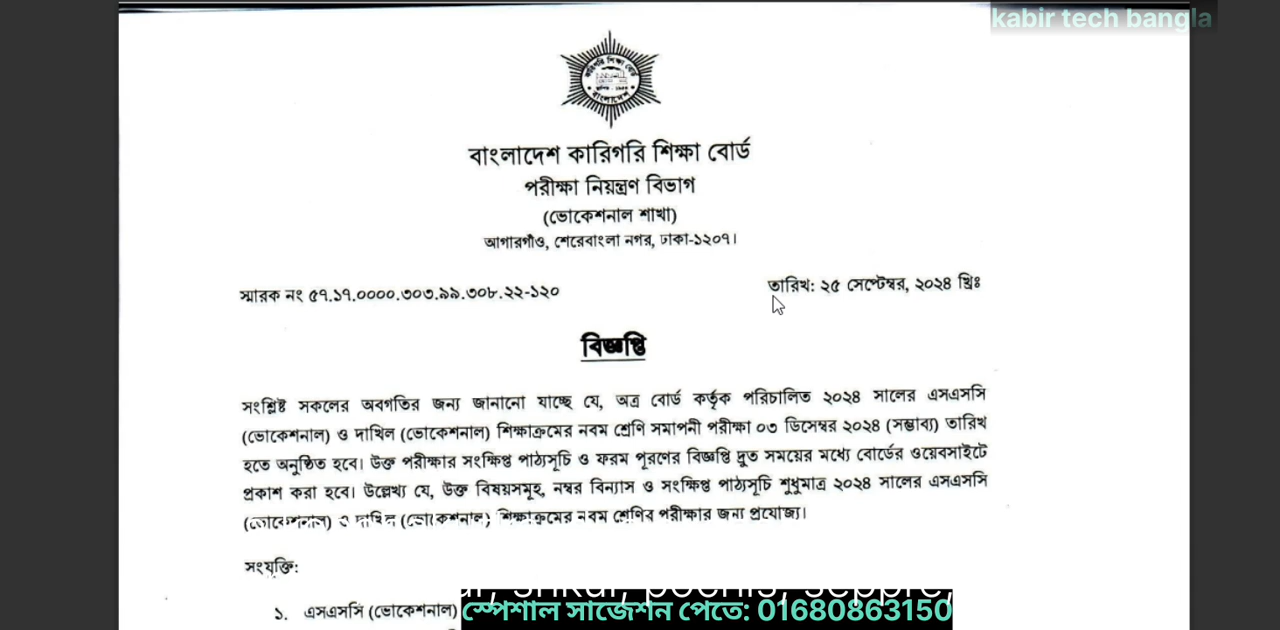 kabir tech bangla
কারিগরি শিক্ষা বোর্ড
বাংলাদেশ
বাংলাদেশ কারিগরি শিক্ষা বোর্ড
পরীক্ষা নিয়ন্ত্রণ বিভাগ
(ভোকেশনাল শাখা)
আগারগাঁও, শেরেবাংলা নগর, ঢাকা-১২০৭।
স্মারক নং ৫৭.১৭.০০০০.৩০৩.৯৯.৩০৮.২২-১২০
তারিখ: ২৫ সেপ্টেম্বর, ২০২৪ খ্রিঃ
বিজ্ঞপ্তি
সংশ্লিষ্ট সকলের অবগতির জন্য জানানো যাচ্ছে যে, অত্র বোর্ড কর্তৃক পরিচালিত ২০২৪ সালের এসএসসি
(ভোকেশনাল) ও দাখিল (ভোকেশনাল) শিক্ষাক্রমের নবম শ্রেণি সমাপনী পরীক্ষা ০৩ ডিসেম্বর ২০২৪ (সম্ভাব্য) তারিখ
হতে অনুষ্ঠিত হবে। উক্ত পরীক্ষার সংক্ষিপ্ত পাঠ্যসূচি ও ফরম পূরণের বিজ্ঞপ্তি দ্রুত সময়ের মধ্যে বোর্ডের ওয়েবসাইটে
প্রকাশ করা হবে। উল্লেখ্য যে, উক্ত বিষয়সমূহ, নম্বর বিন্যাস ও সংক্ষিপ্ত পাঠ্যসূচি শুধুমাত্র ২০২৪ সালের এসএসসি
(ভোকেশনাল) ও দাখিল (ভোকেশনাল) শিক্ষাক্রমের নবম শ্রেণির পরীক্ষার জন্য প্রযোজ্য।
সংযুক্তি:
১. এসএসসি (ভোকেশনাল)
স্পেশাল সাজেশন পেতে: 01680863150